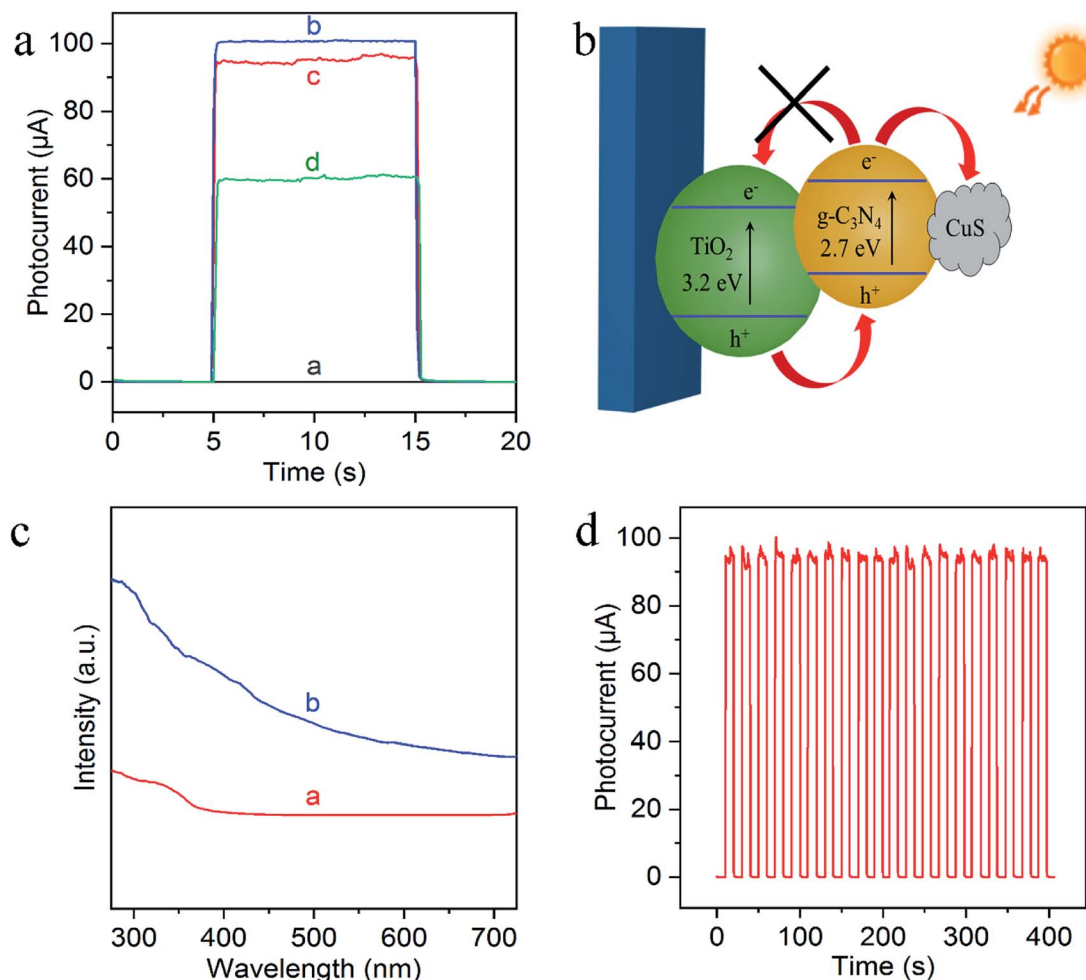 a
Photocurrent (µA)
100
80
60
40
20
0
b
c
d
a
0
5
10
15
20
Time (s)
b
e⁻
TiO₂
3.2 eV
h⁺
e⁻
g-C₃N₄
2.7 eV
h⁺
CuS
c
Intensity (a.u.)
b
a
300
400
500
600
700
Wavelength (nm)
d
Photocurrent (µA)
100
80
60
40
20
0
0
100
200
300
400
Time (s)